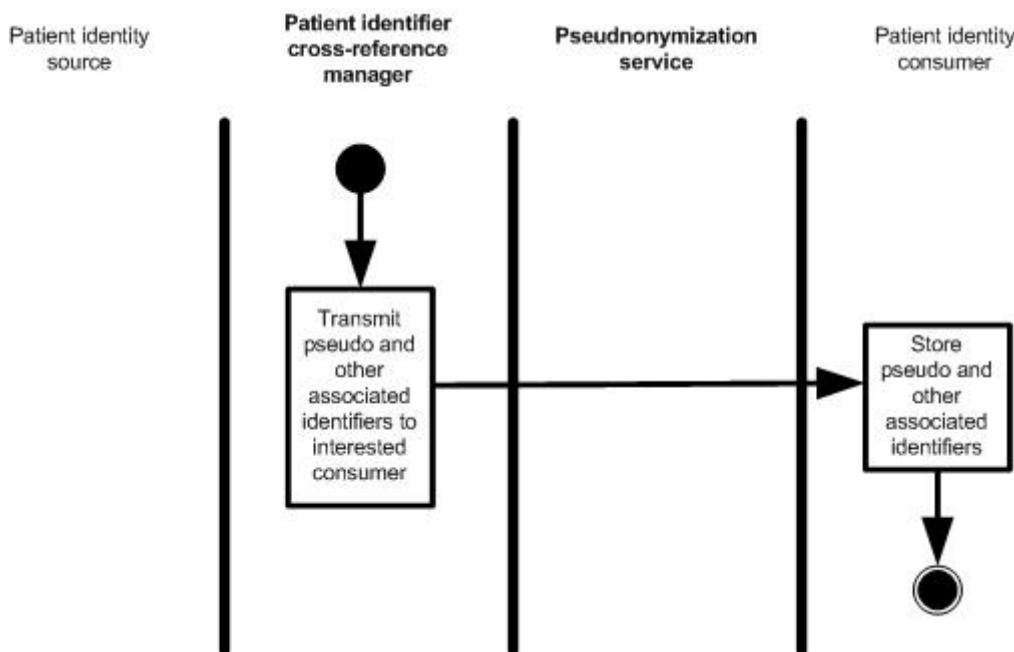 Patient identity
source
Patient identifier
cross-reference
manager
Pseudnonymization
service
Patient identity
consumer
Transmit
pseudo and
other
associated
identifiers to
interested
consumer
Store
pseudo and
other
associated
identifiers